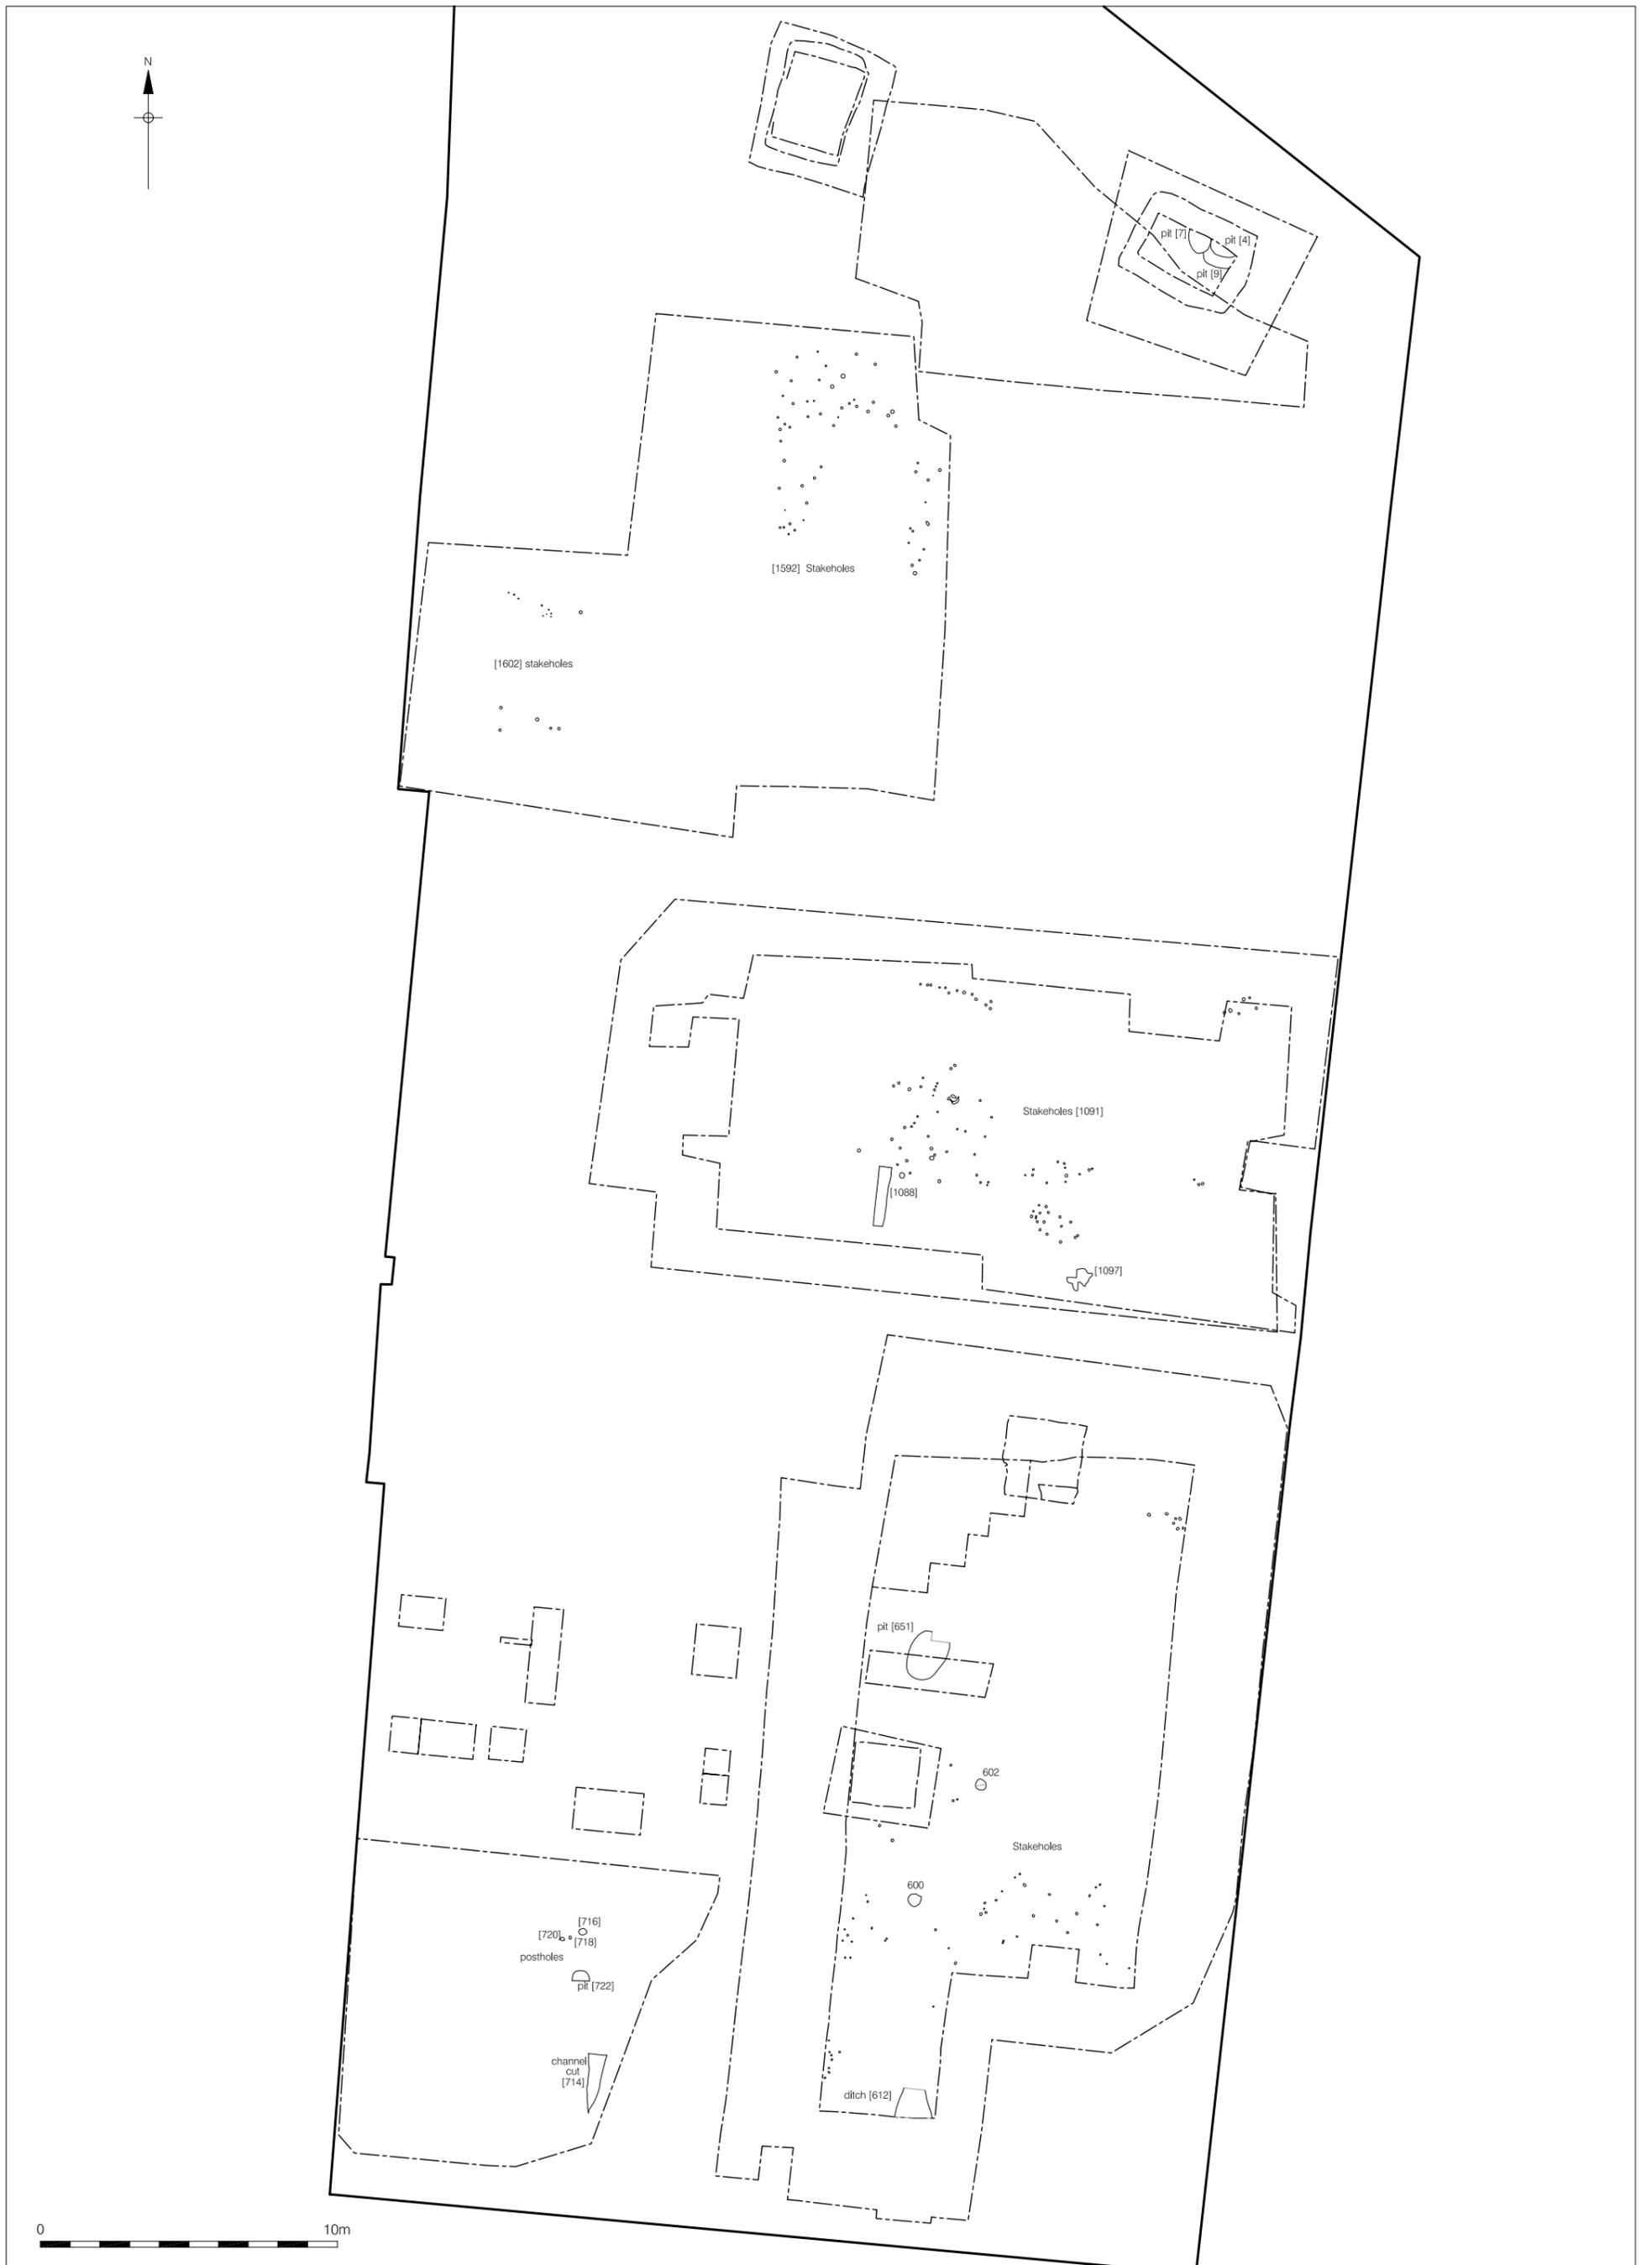 N
pit [7]
pit [4]
pit [9]
[1592] Stakeholes
[1602] stakeholes
Stakeholes [1091]
[1088]
[1097]
pit [651]
602
Stakeholes
600
[716]
[720]
[718]
postholes
pit [722]
channel
cut
[714]
ditch [612]
0
10m